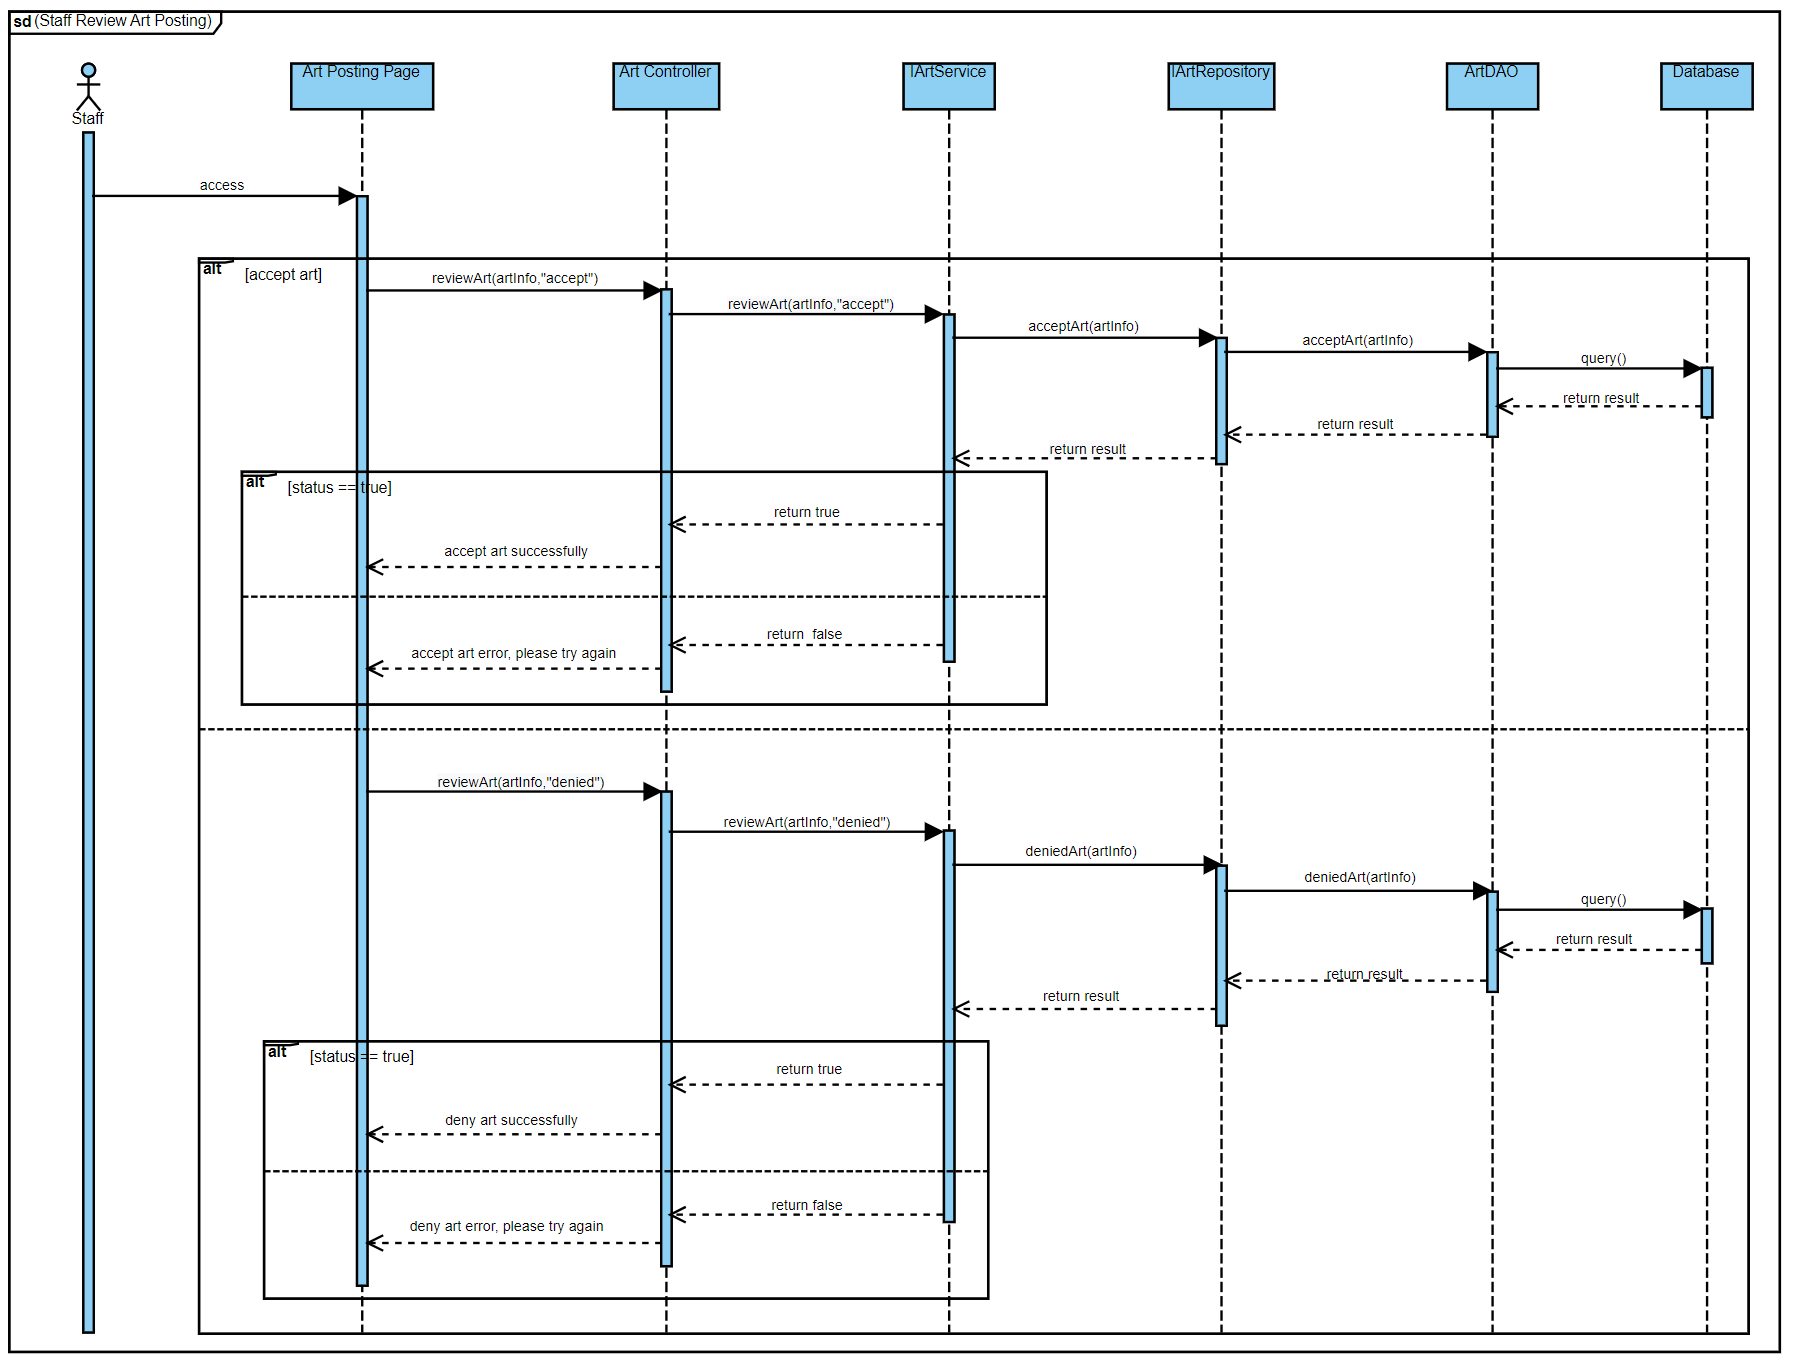 sd (Staff Review Art Posting)
Staff
Art Posting Page
Art Controller
IArtService
IArtRepository
ArtDAO
Database
access
alt
[accept art]
reviewArt(artInfo,"accept")
reviewArt(artInfo,"accept")
acceptArt(artInfo)
acceptArt(artInfo)
query()
return result
return result
return result
alt
[status == true]
return true
accept art successfully
return  false
accept art error, please try again
reviewArt(artInfo,"denied")
reviewArt(artInfo,"denied")
deniedArt(artInfo)
deniedArt(artInfo)
query()
return result
return result
return result
alt
[status == true]
return true
deny art successfully
return false
deny art error, please try again